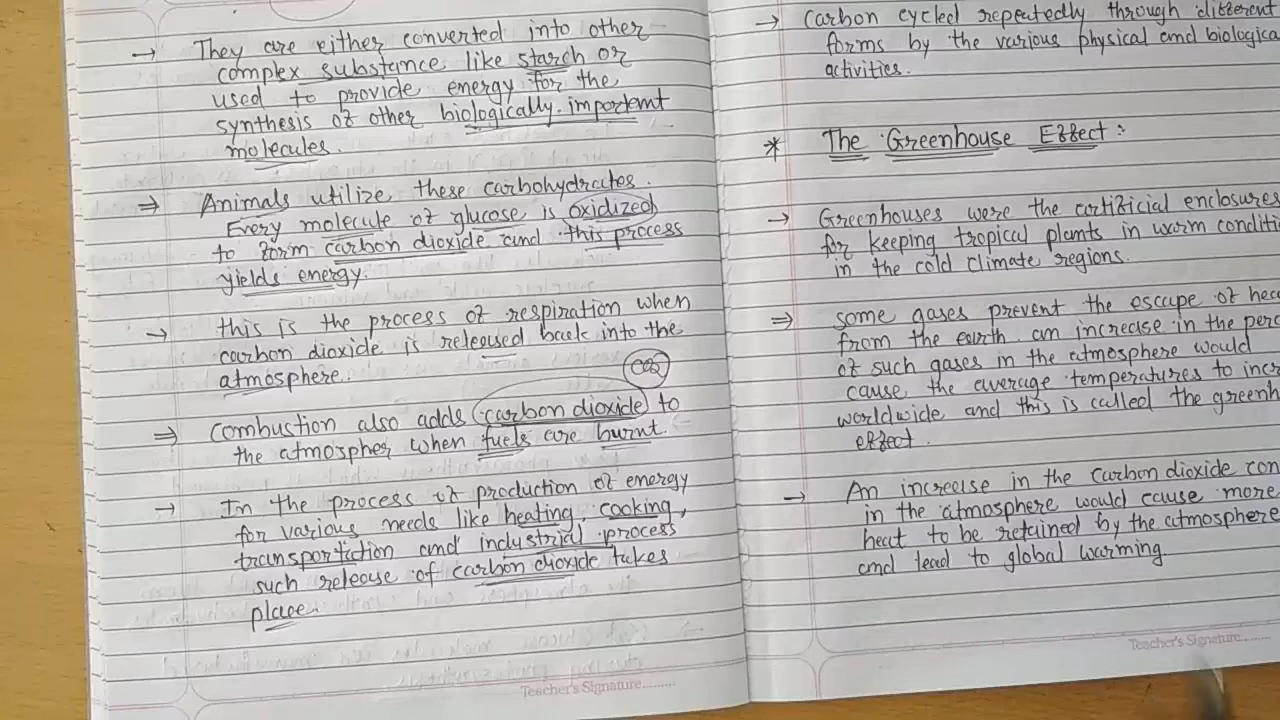 → They are either converted into other
complex substance like starch or
used to provide energy for the
synthesis of other biologically important
molecules.
⇒ Animals utilize these carbohydrates.
Every molecule of glucose is oxidized
to form carbon dioxide and this process
yields energy.
→ this is the process of respiration when
carbon dioxide is released back into the
atmosphere.
CO2
⇒ Combustion also adds carbon dioxide to
the atmospher when fuels are burnt.
→ In the process of production of energy
for various needs like heating, cooking,
transportation and industrial process
such release of carbon dioxide takes
place.
Teacher's Signature.........
→ Carbon cycled repeatedly through different
forms by the various physical and biologica
activities.
* The Greenhouse Effect:
→ Greenhouses were the artificial enclosures
for keeping tropical plants in warm conditi
in the cold climate regions.
⇒ some gases prevent the escape of hea
from the earth. an increase in the perc
of such gases in the atmosphere would
cause the average temperatures to incr
worldwide and this is called the greenh
effect.
→ An increase in the carbon dioxide con
in the atmosphere would cause more
heat to be retained by the atmosphere
and lead to global warming.
Teacher's Signature.........